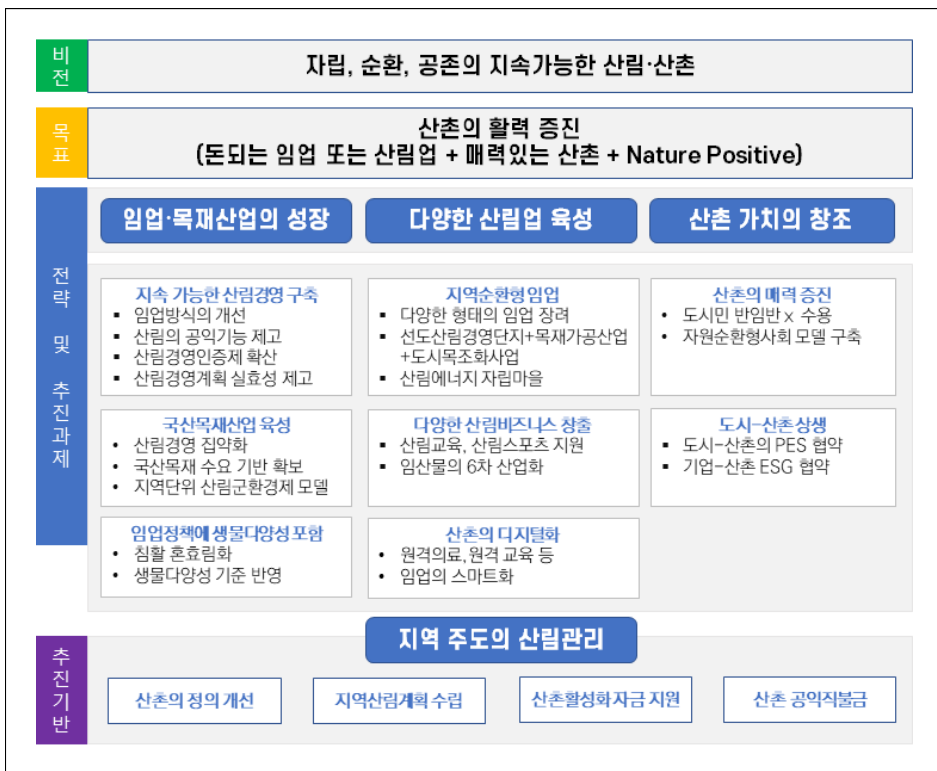 비전
자립, 순환, 공존의 지속가능한 산림·산촌
목표
산촌의 활력 증진
(돈되는 임업 또는 산림업 + 매력있는 산촌 + Nature Positive)
전략 및 추진과제
임업·목재산업의 성장
다양한 산림업 육성
산촌 가치의 창조
지속 가능한 산림경영 구축
▪ 임업방식의 개선
▪ 산림의 공익기능 제고
▪ 산림경영인증제 확산
▪ 산림경영계획 실효성 제고
지역순환형 임업
▪ 다양한 형태의 임업 장려
▪ 선도산림경영단지+목재가공산업
+도시목조화사업
▪ 산림에너지 자립마을
산촌의 매력 증진
▪ 도시민 반임반x 수용
▪ 자원순환형사회 모델 구축
국산목재산업 육성
• 산림경영 집약화
• 국산목재 수요 기반 확보
• 지역단위 산림군환경제 모델
다양한 산림비즈니스 창출
▪ 산림교육, 산림스포츠 지원
▪ 임산물의 6차 산업화
도시-산촌 상생
▪ 도시-산촌의 PES 협약
▪ 기업-산촌 ESG 협약
임업정책에 생물다양성 포함
• 침활 혼효림화
• 생물다양성 기준 반영
산촌의 디지털화
• 원격의료, 원격 교육 등
• 임업의 스마트화
추진기반
지역 주도의 산림관리
산촌의 정의 개선
지역산림계획 수립
산촌활성화 자금 지원
산촌 공익직불금